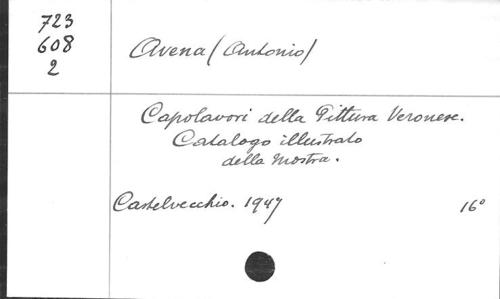 723
608
2
Avena (Antonio)
Capolavori della Pittura Veronese.
Catalogo illustrato
della mostra.
Castelvecchio. 1947
16°